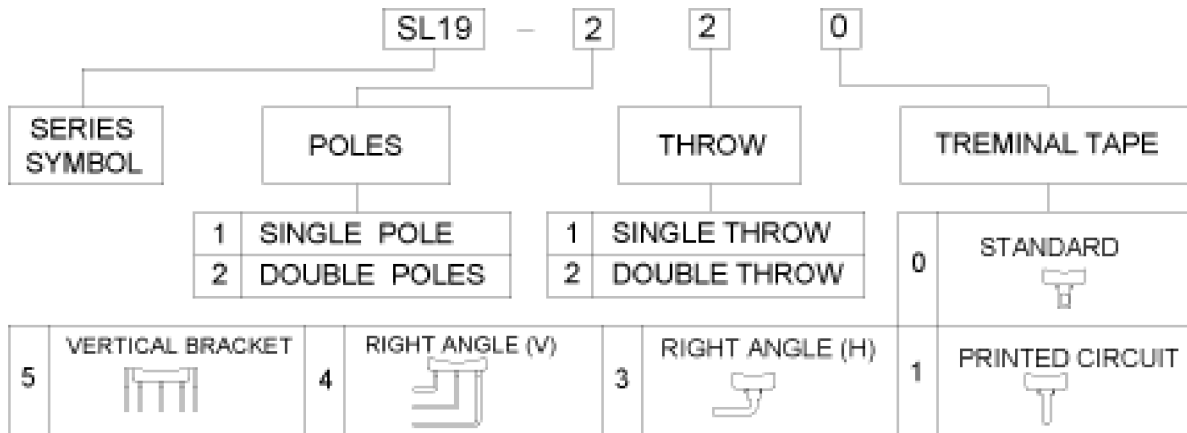 SL19 – 2 2 0
SERIES SYMBOL
POLES
THROW
TREMINAL TAPE
1 SINGLE POLE
2 DOUBLE POLES
1 SINGLE THROW
2 DOUBLE THROW
0 STANDARD
5 VERTICAL BRACKET
4 RIGHT ANGLE (V)
3 RIGHT ANGLE (H)
1 PRINTED CIRCUIT